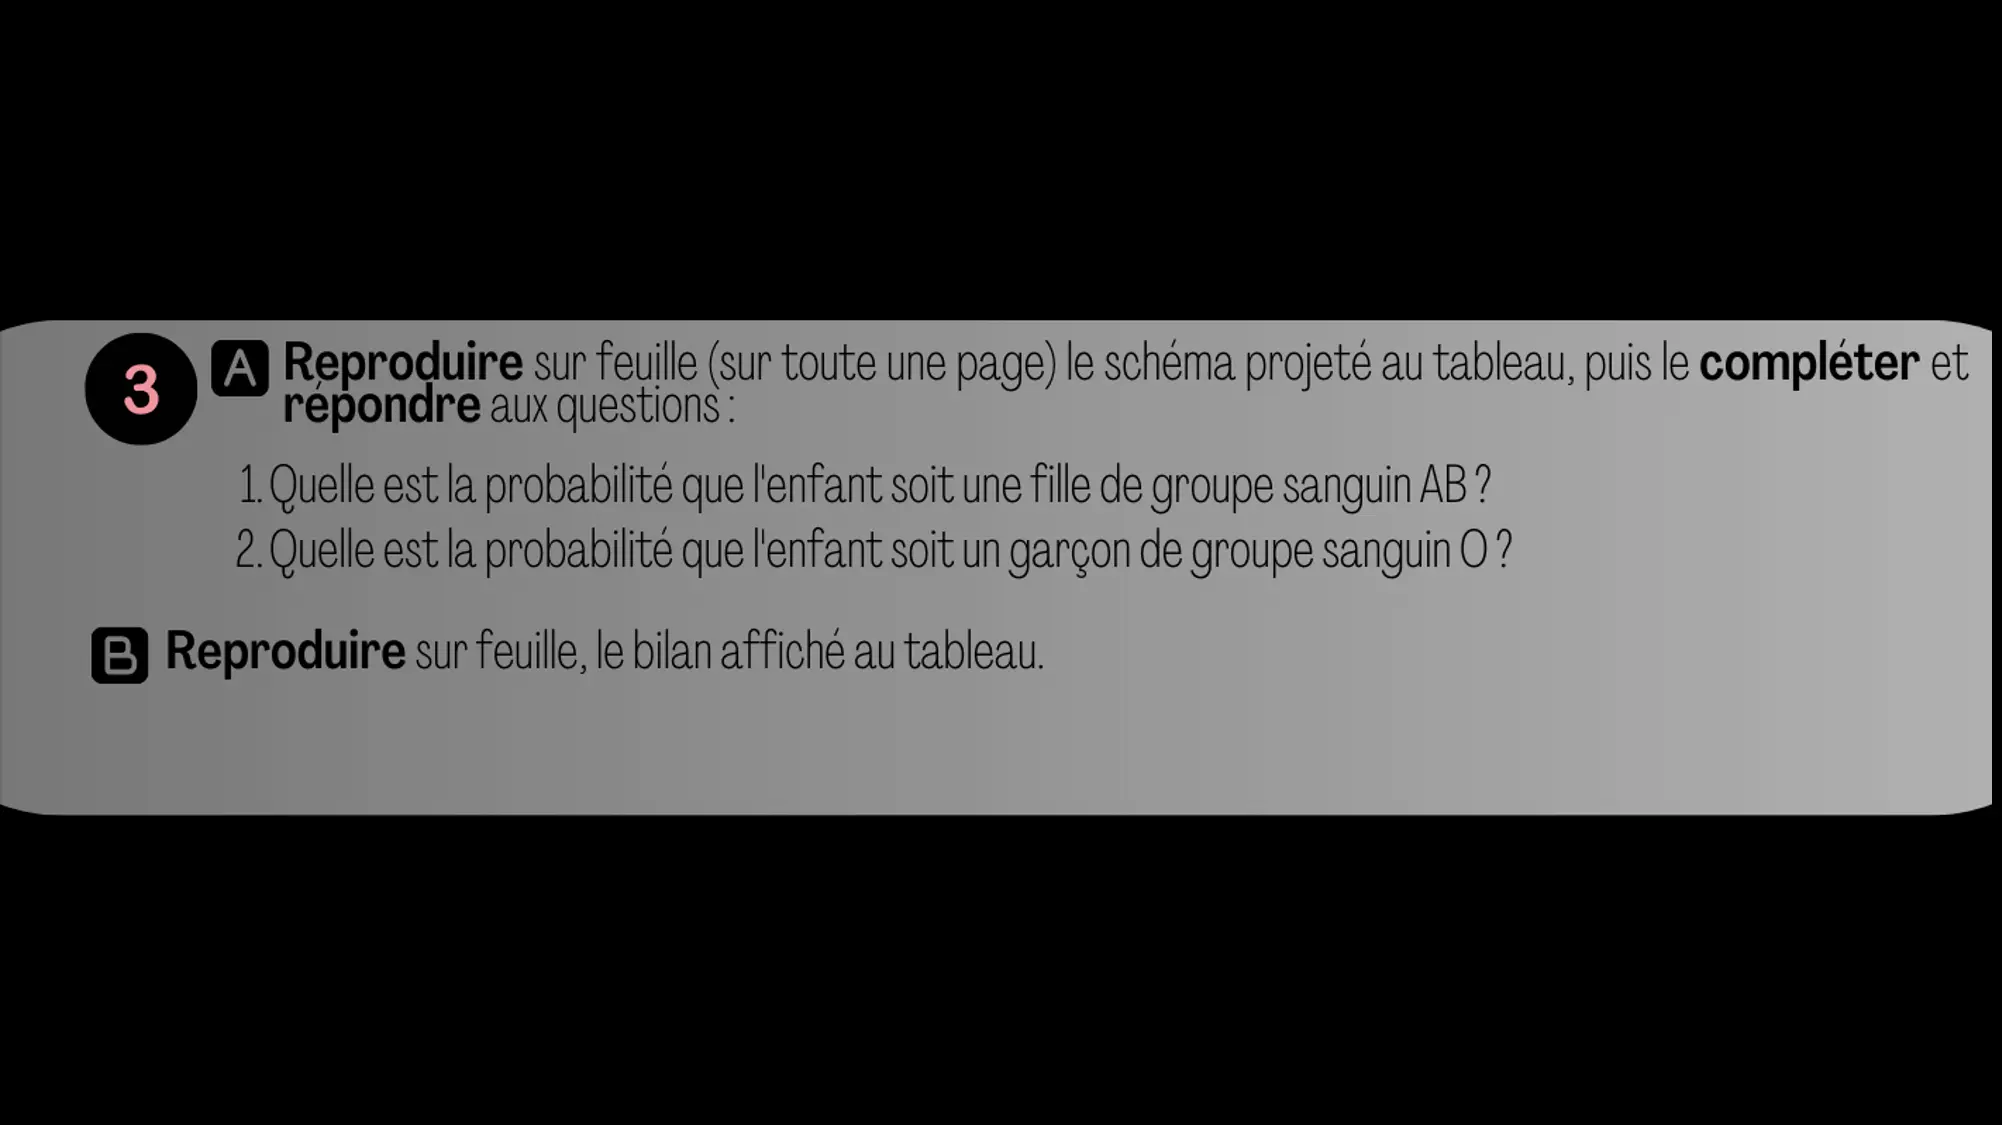 3 A Reproduire sur feuille (sur toute une page) le schéma projeté au tableau, puis le compléter et
répondre aux questions :
1. Quelle est la probabilité que l'enfant soit une fille de groupe sanguin AB ?
2. Quelle est la probabilité que l'enfant soit un garçon de groupe sanguin O ?
B Reproduire sur feuille, le bilan affiché au tableau.